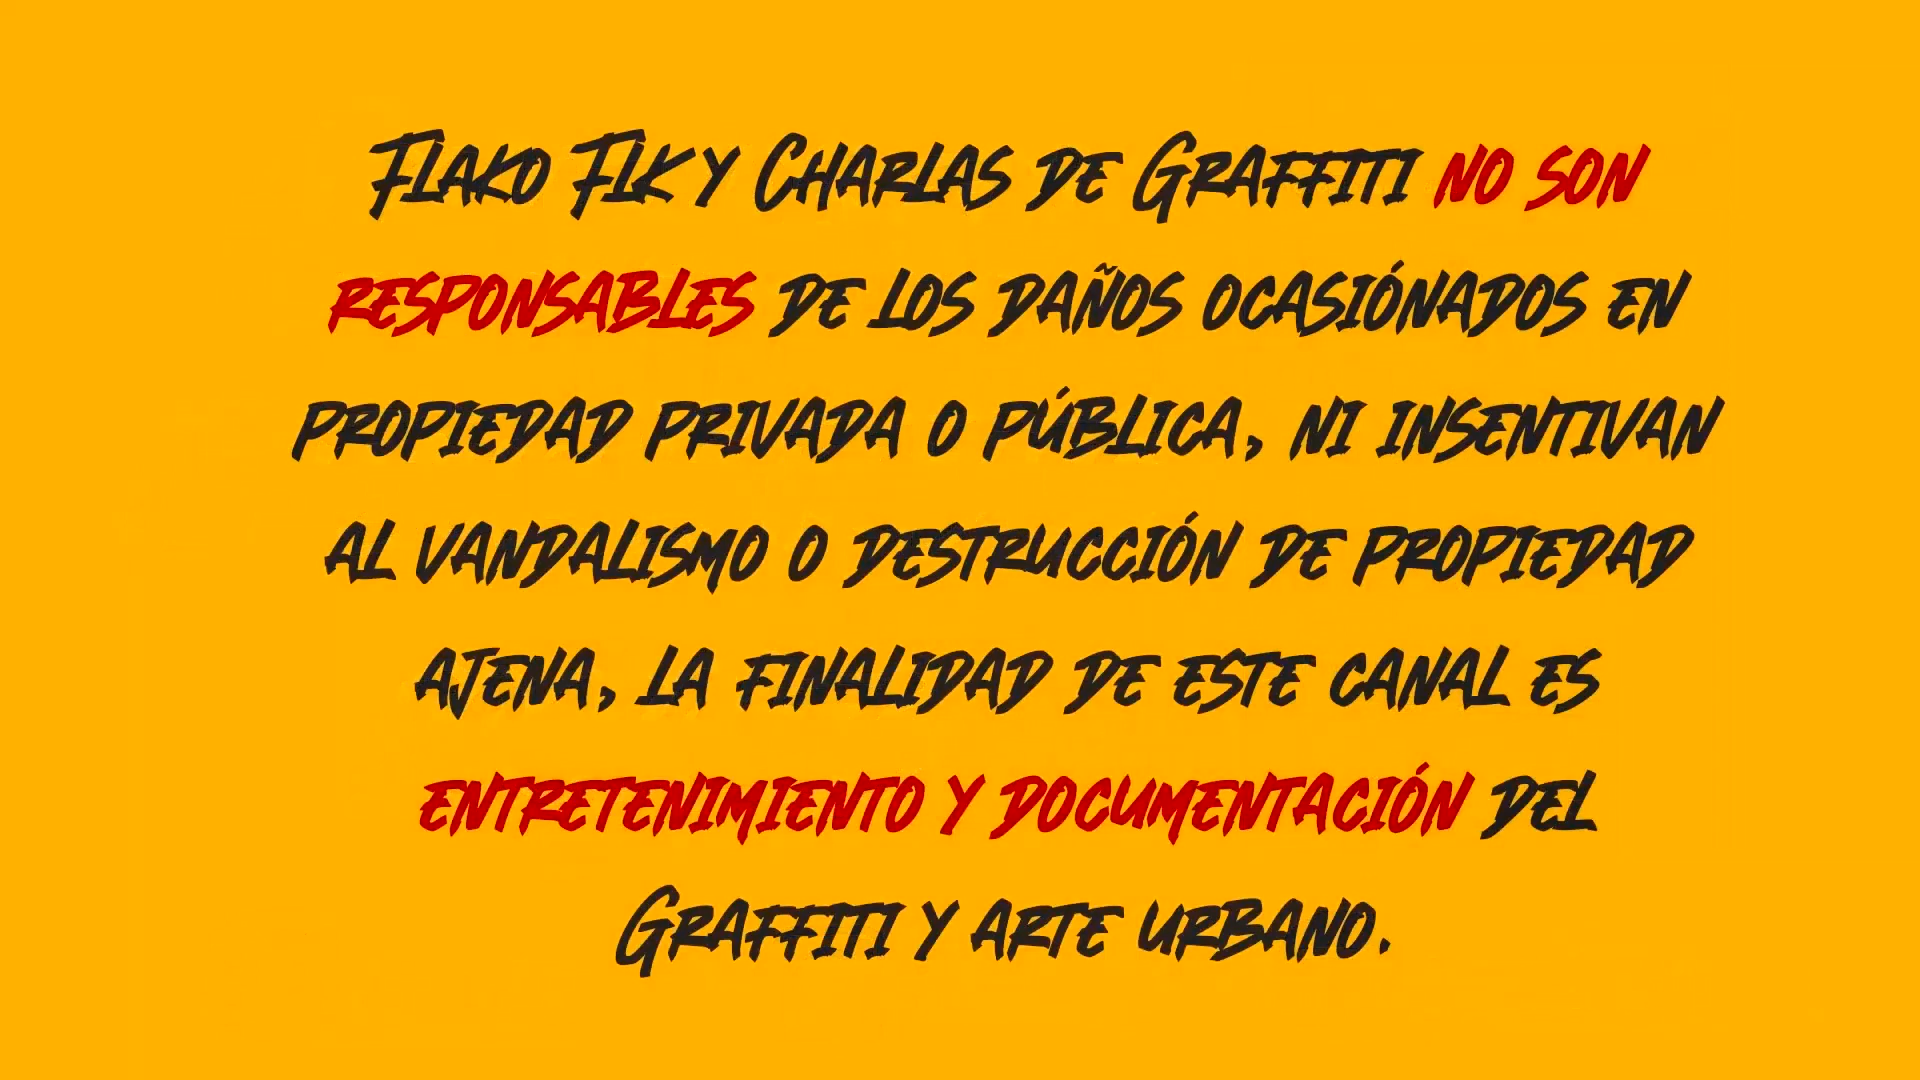 Flako Flk y Charlas de Graffiti no son
responsables de los daños ocasiónados en
propiedad privada o pública, ni insentivan
al vandalismo o destrucción de propiedad
ajena, la finalidad de este canal es
entretenimiento y documentación del
Graffiti y arte urbano.